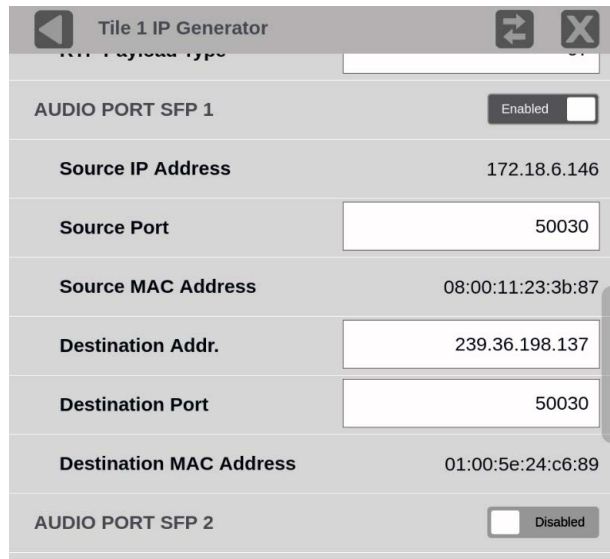 Tile 1 IP Generator
AUDIO PORT SFP 1 Enabled
Source IP Address 172.18.6.146
Source Port 50030
Source MAC Address 08:00:11:23:3b:87
Destination Addr. 239.36.198.137
Destination Port 50030
Destination MAC Address 01:00:5e:24:c6:89
AUDIO PORT SFP 2 Disabled